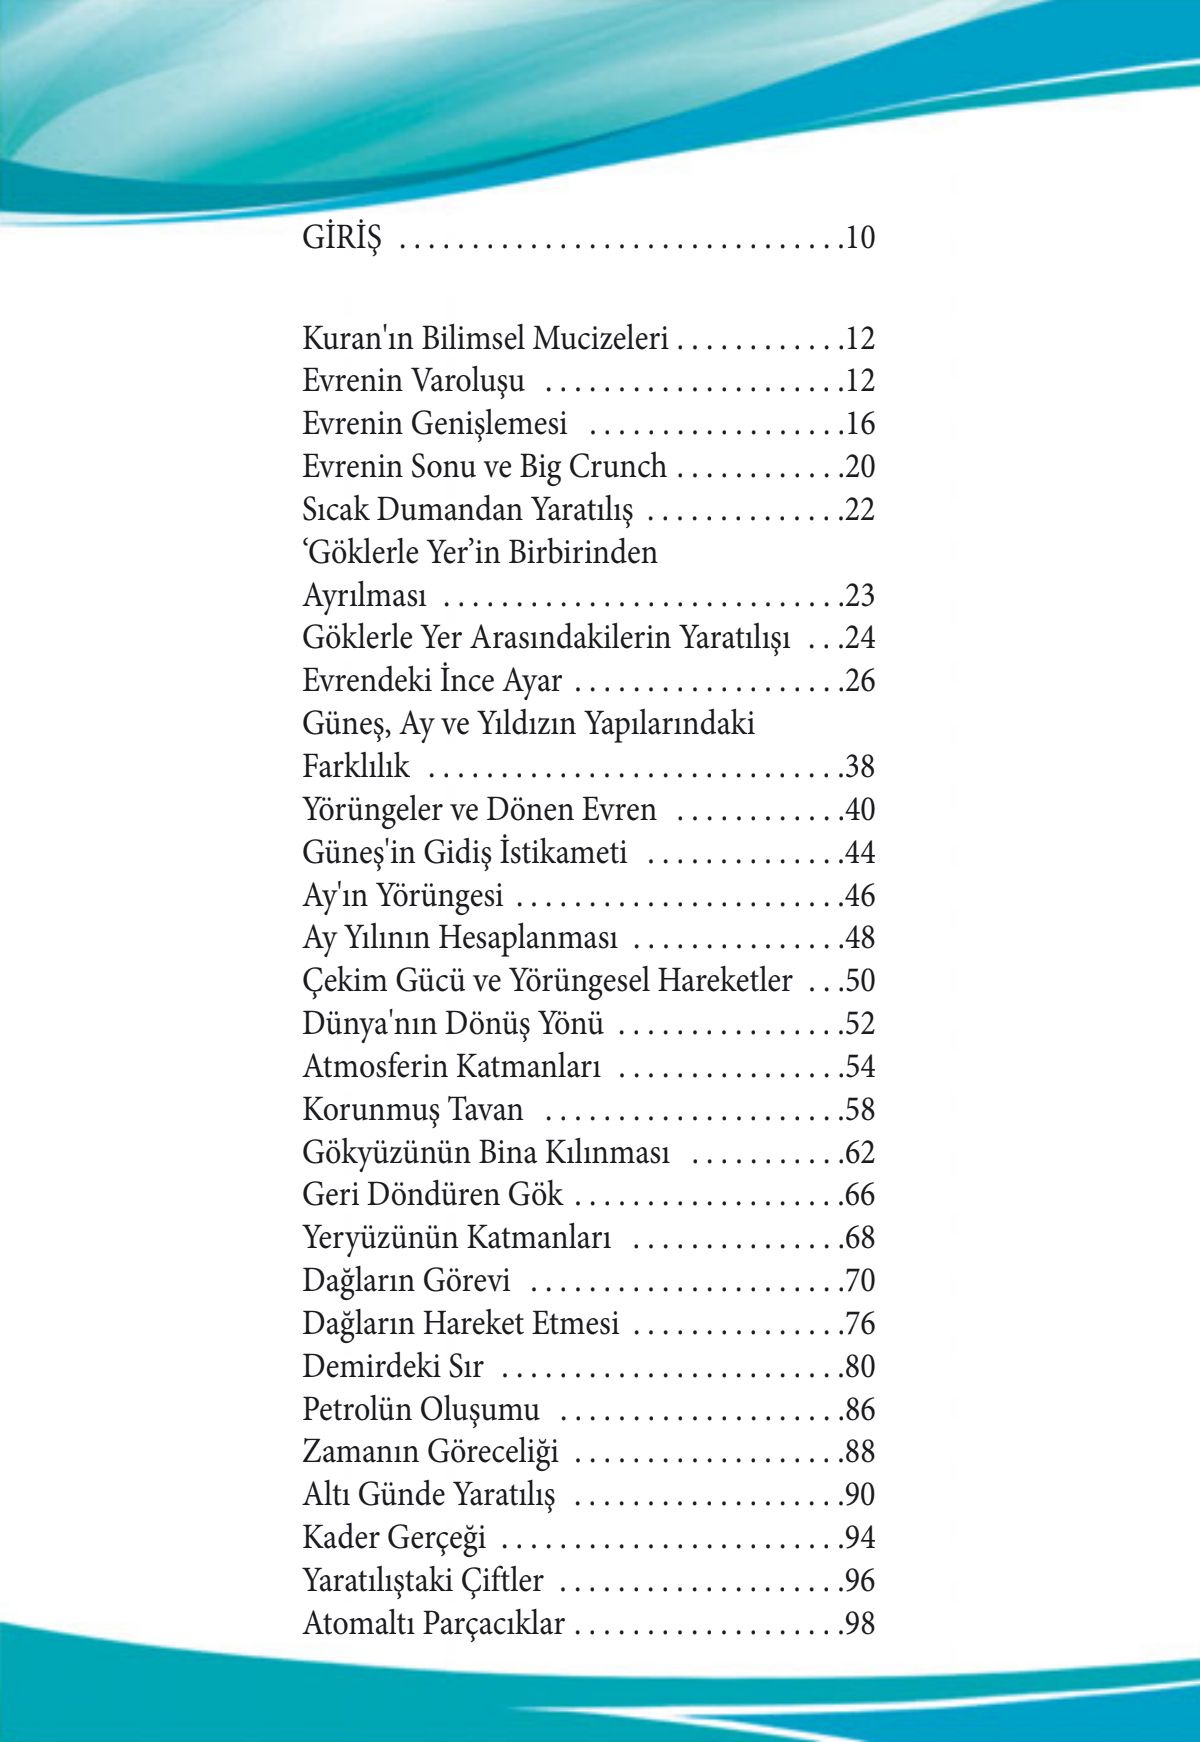 GİRİŞ . . . . . . . . . . . . . . . . . . . . . . . . . . . . . . .10
Kuran'ın Bilimsel Mucizeleri . . . . . . . . . . . .12
Evrenin Varoluşu . . . . . . . . . . . . . . . . . . . . .12
Evrenin Genişlemesi . . . . . . . . . . . . . . . . . .16
Evrenin Sonu ve Big Crunch . . . . . . . . . . . .20
Sıcak Dumandan Yaratılış . . . . . . . . . . . . . .22
‘Göklerle Yer’in Birbirinden
Ayrılması . . . . . . . . . . . . . . . . . . . . . . . . . . . .23
Göklerle Yer Arasındakilerin Yaratılışı . . .24
Evrendeki İnce Ayar . . . . . . . . . . . . . . . . . . .26
Güneş, Ay ve Yıldızın Yapılarındaki
Farklılık . . . . . . . . . . . . . . . . . . . . . . . . . . . . .38
Yörüngeler ve Dönen Evren . . . . . . . . . . . .40
Güneş'in Gidiş İstikameti . . . . . . . . . . . . . .44
Ay'ın Yörüngesi . . . . . . . . . . . . . . . . . . . . . . .46
Ay Yılının Hesaplanması . . . . . . . . . . . . . . .48
Çekim Gücü ve Yörüngesel Hareketler . . .50
Dünya'nın Dönüş Yönü . . . . . . . . . . . . . . . .52
Atmosferin Katmanları . . . . . . . . . . . . . . . .54
Korunmuş Tavan . . . . . . . . . . . . . . . . . . . . .58
Gökyüzünün Bina Kılınması . . . . . . . . . . .62
Geri Döndüren Gök . . . . . . . . . . . . . . . . . . .66
Yeryüzünün Katmanları . . . . . . . . . . . . . . .68
Dağların Görevi . . . . . . . . . . . . . . . . . . . . . .70
Dağların Hareket Etmesi . . . . . . . . . . . . . . .76
Demirdeki Sır . . . . . . . . . . . . . . . . . . . . . . . .80
Petrolün Oluşumu . . . . . . . . . . . . . . . . . . . .86
Zamanın Göreceliği . . . . . . . . . . . . . . . . . . .88
Altı Günde Yaratılış . . . . . . . . . . . . . . . . . . .90
Kader Gerçeği . . . . . . . . . . . . . . . . . . . . . . . .94
Yaratılıştaki Çiftler . . . . . . . . . . . . . . . . . . . .96
Atomaltı Parçacıklar . . . . . . . . . . . . . . . . . . .98